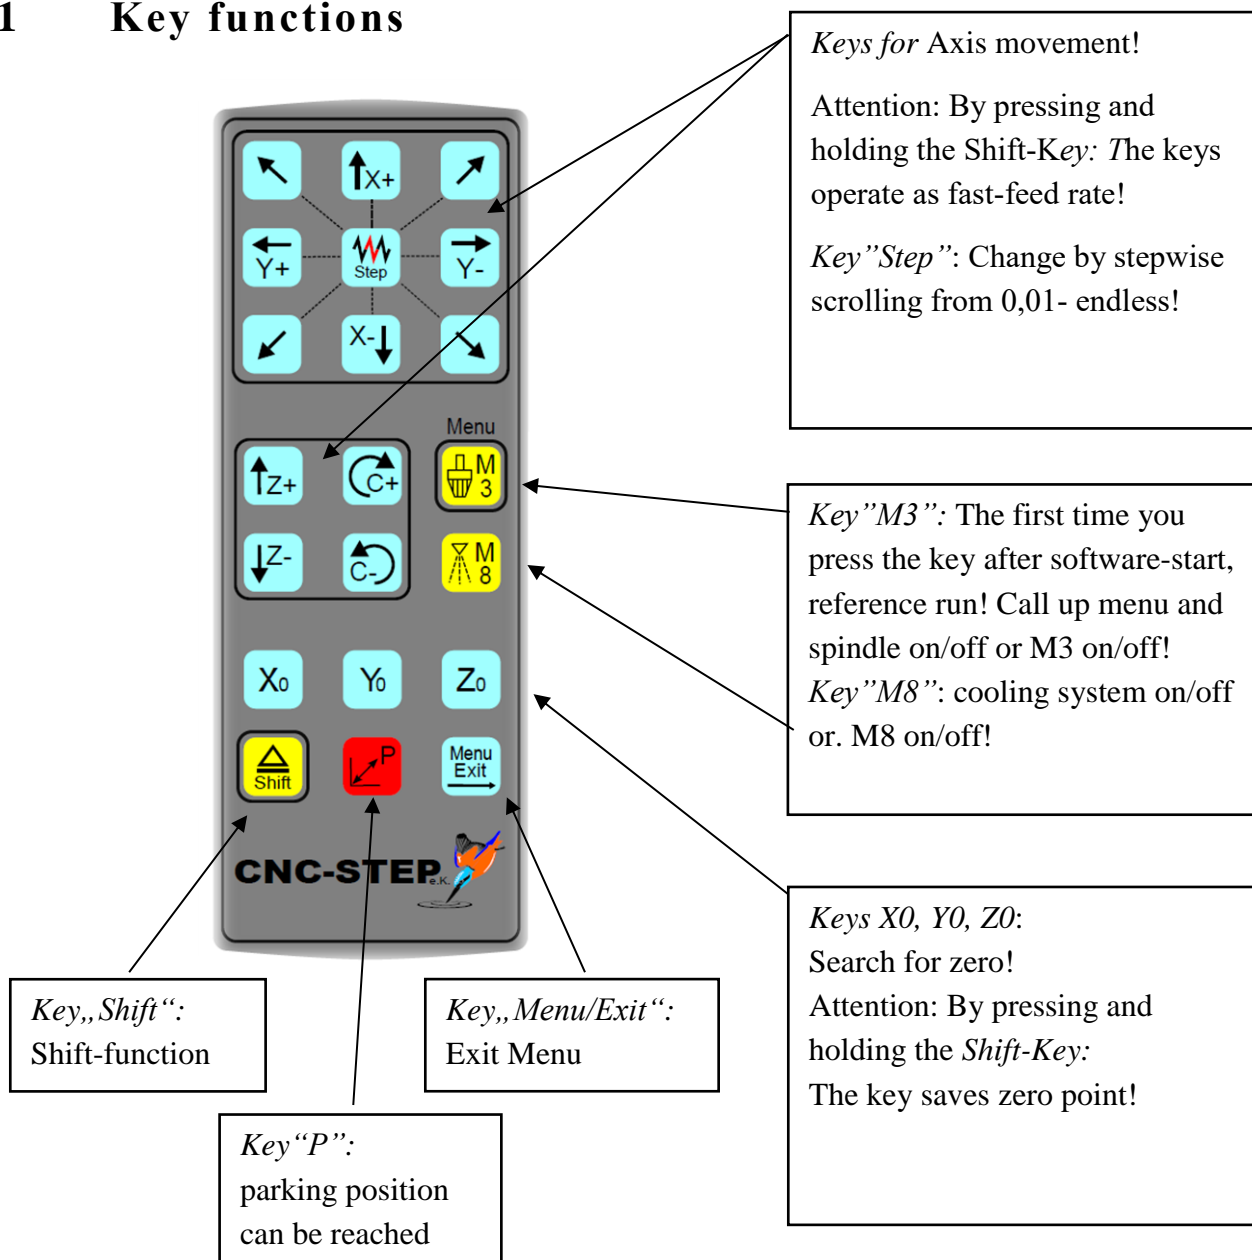 1 Key functions
Keys for Axis movement!
Attention: By pressing and
holding the Shift-Key: The keys
operate as fast-feed rate!
Key”Step”: Change by stepwise
scrolling from 0,01- endless!
X+
Y+
Step
Y-
X-
Menu
Z+
C+
M
3
Z-
C-
M
8
Key”M3”: The first time you
press the key after software-start,
reference run! Call up menu and
spindle on/off or M3 on/off!
Key”M8”: cooling system on/off
or. M8 on/off!
X0
Y0
Z0
Shift
P
Menu
Exit
CNC-STEP e.K.
Keys X0, Y0, Z0:
Search for zero!
Attention: By pressing and
holding the Shift-Key:
The key saves zero point!
Key„Shift“:
Shift-function
Key„Menu/Exit“:
Exit Menu
Key“P”:
parking position
can be reached